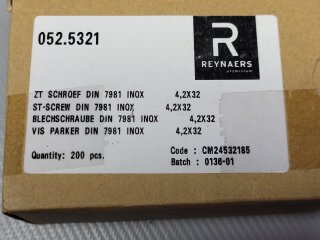 052.5321
R
REYNAERS
aluminium
ZT SCHROEF DIN 7981 INOX 4,2X32
ST-SCREW DIN 7981 INOX 4,2X32
BLECHSCHRAUBE DIN 7981 INOX 4,2X32
VIS PARKER DIN 7981 INOX 4,2X32
Quantity: 200 pcs.
Code : CM24532185
Batch : 0136-01